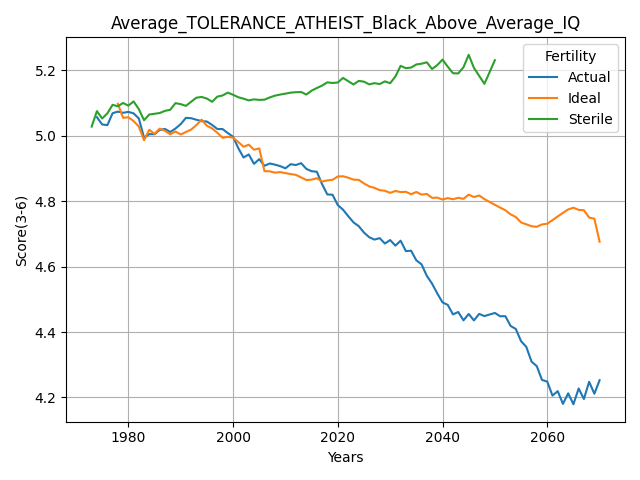 Average_TOLERANCE_ATHEIST_Black_Above_Average_IQ
Fertility
Actual
Ideal
Sterile
Score(3-6)
5.2
5.0
4.8
4.6
4.4
4.2
1980 2000 2020 2040 2060
Years